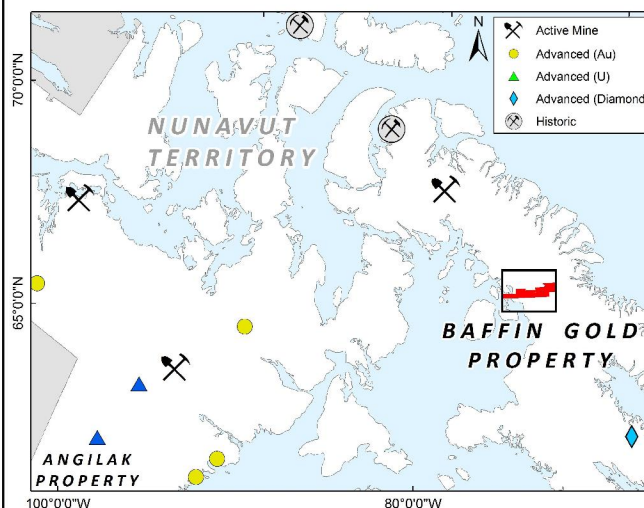 N
Active Mine
Advanced (Au)
Advanced (U)
Advanced (Diamond
Historic
70°0'0"N
NUNAVUT
TERRITORY
65°0'0"N
BAFFIN GOLD
PROPERTY
ANGILAK
PROPERTY
100°0'0"W
80°0'0"W